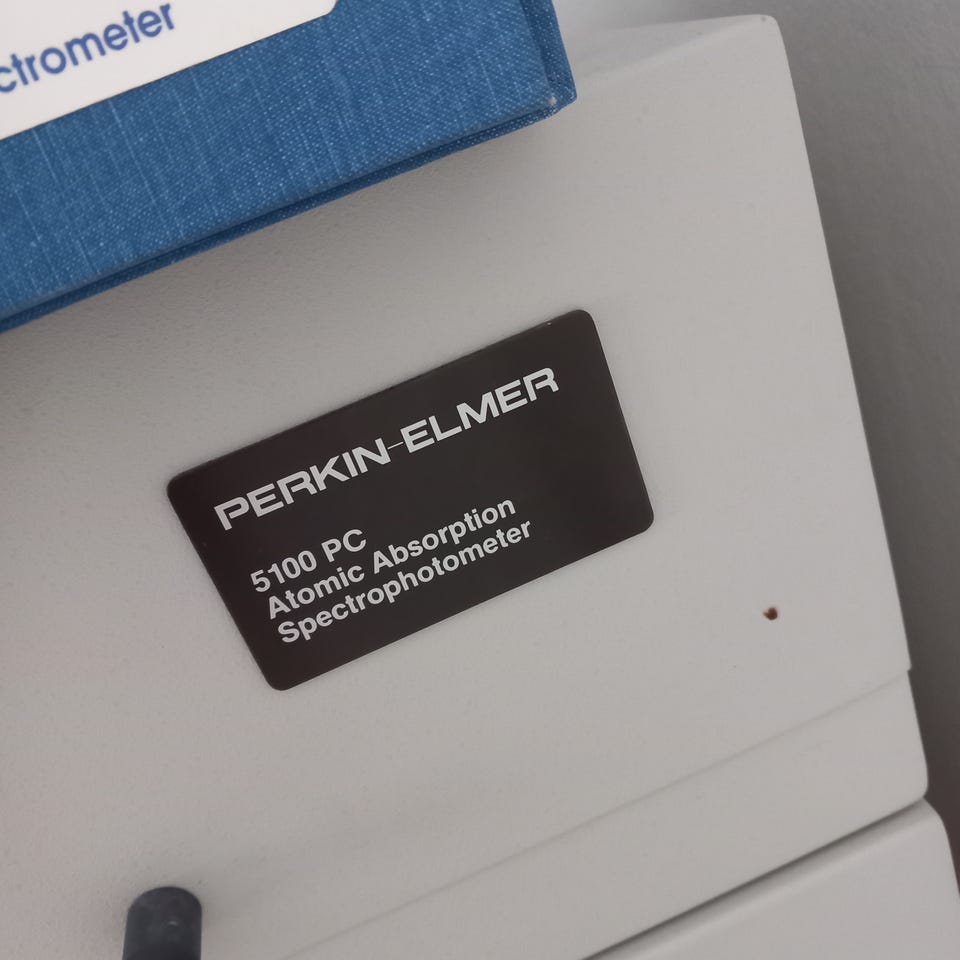 ctrometer
PERKIN-ELMER
5100 PC
Atomic Absorption
Spectrophotometer